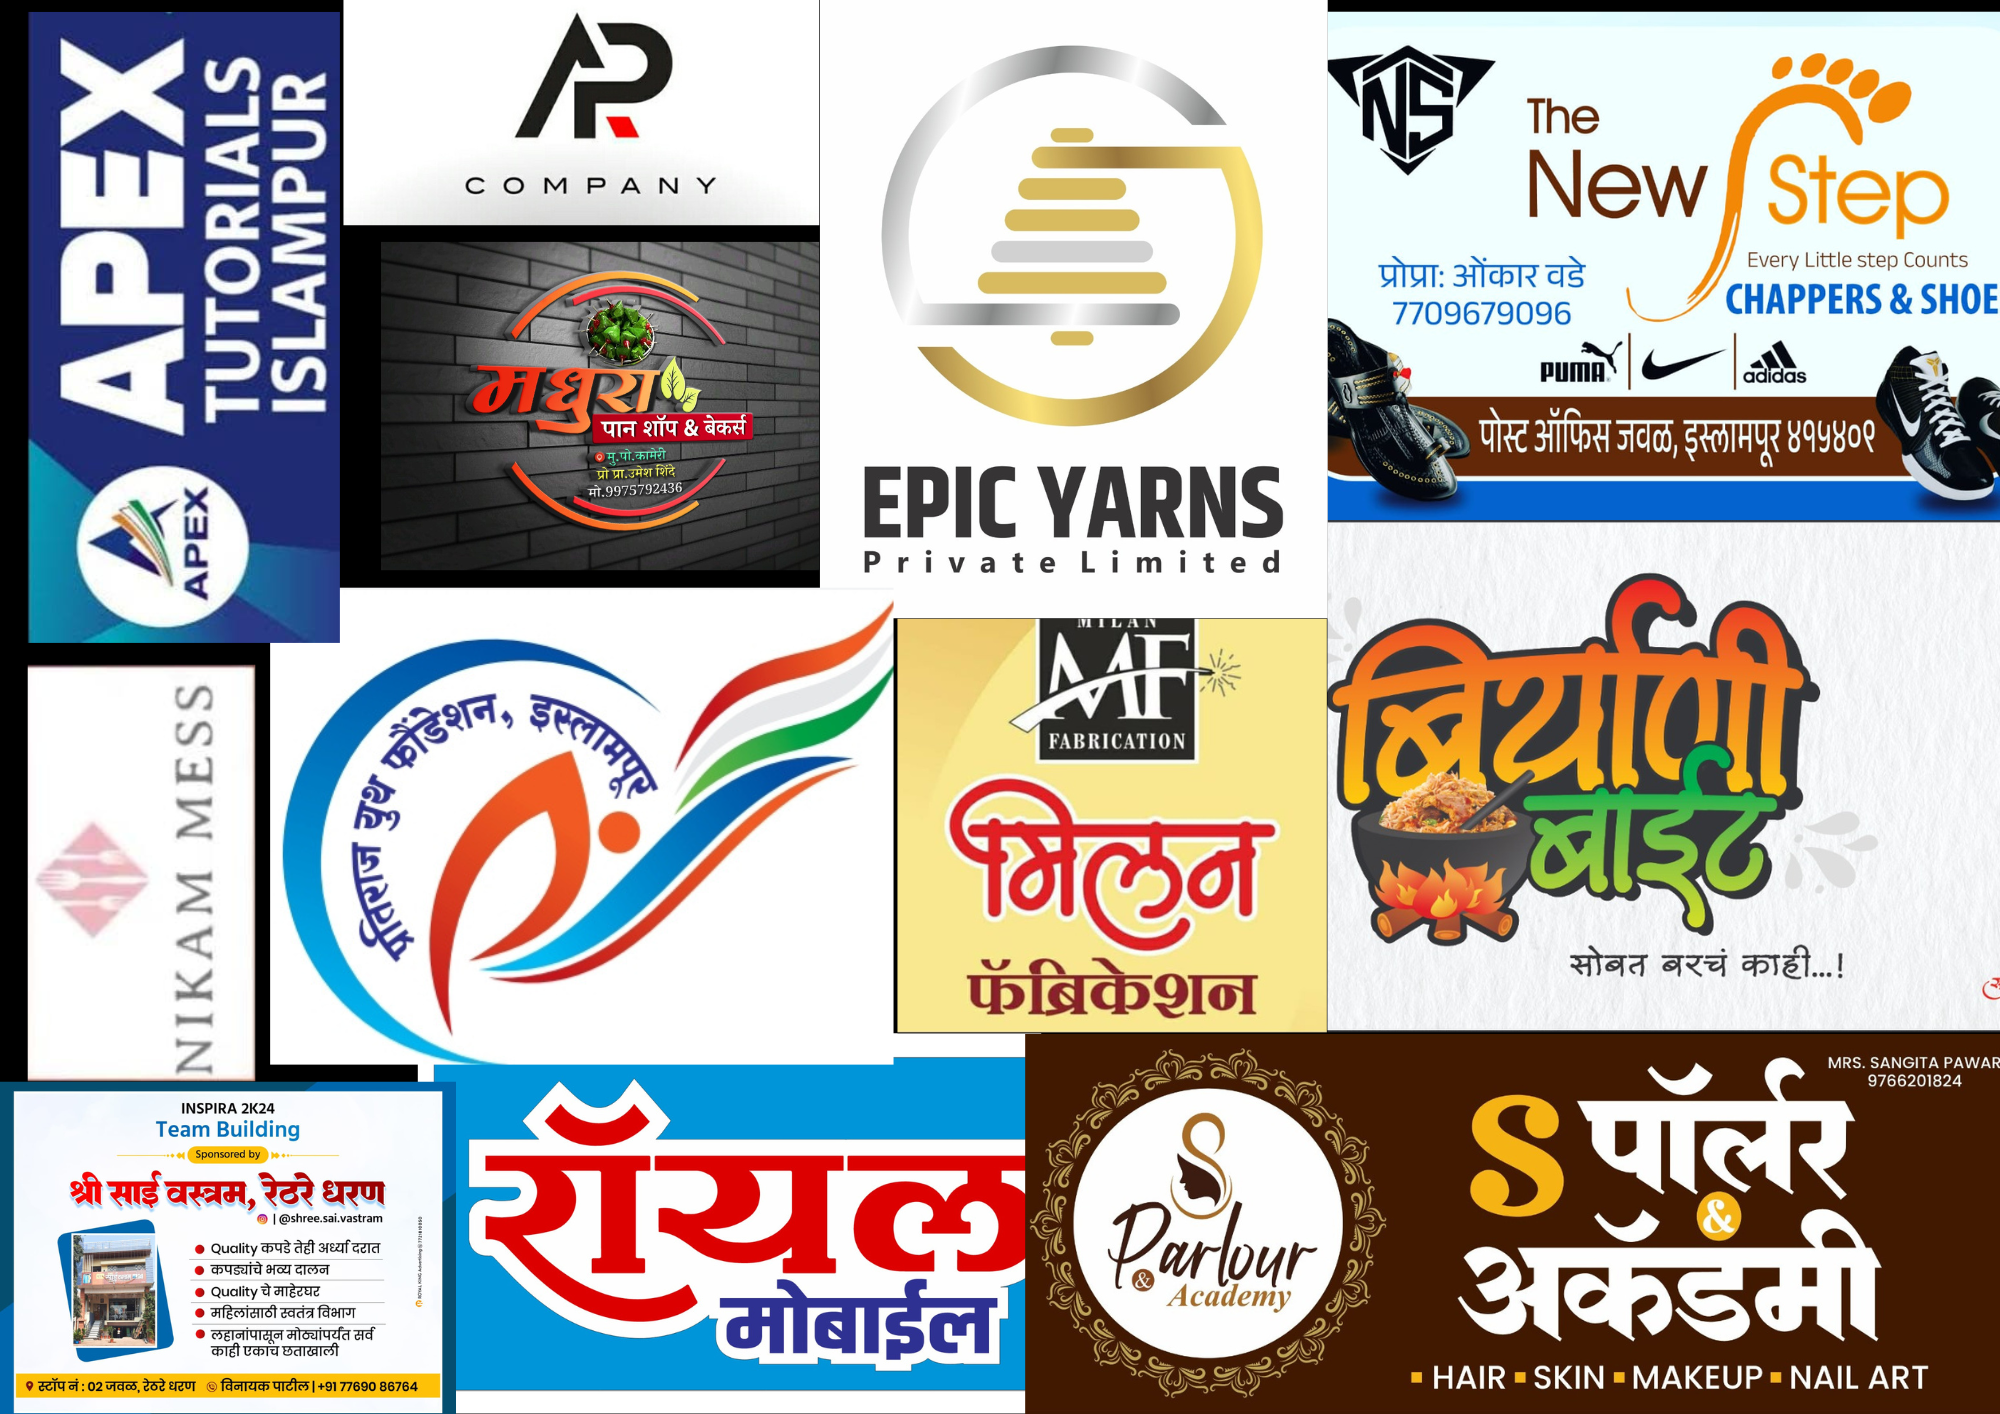 APEX
TUTORIALS
ISLAMPUR
APEX
AR
COMPANY
मधुरा
पान शॉप & बेकर्स
मु.पो.कामेरी
प्रो प्रा.उमेश शिंदे
मो.9975792436
EPIC YARNS
Private Limited
NS
The
New Step
Every Little step Counts
CHAPPERS & SHOE
प्रोप्रा: ओंकार वडे
7709679096
PUMA
adidas
पोस्ट ऑफिस जवळ, इस्लामपूर ४१५४०९
NIKAM MESS
प्रतिराज युथ फौंडेशन, इस्लामपूर
MILAN
MF
FABRICATION
मिलन
फॅब्रिकेशन
बिर्याणी
बाईट
सोबत बरचं काही...!
INSPIRA 2K24
Team Building
Sponsored by
श्री साई वस्त्रम, रेठरे धरण
| @shree.sai.vastram
Quality कपडे तेही अर्ध्या दरात
कपड्यांचे भव्य दालन
Quality चे माहेरघर
महिलांसाठी स्वतंत्र विभाग
लहानांपासून मोठ्यांपर्यंत सर्व
काही एकाच छताखाली
स्टॉप नं : 02 जवळ, रेठरे धरण विनायक पाटील | +91 77690 86764
रॉयल
मोबाईल
S
Parlour
&
Academy
MRS. SANGITA PAWAR
9766201824
S पॉर्लर
&
अकॅडमी
HAIR SKIN MAKEUP NAIL ART